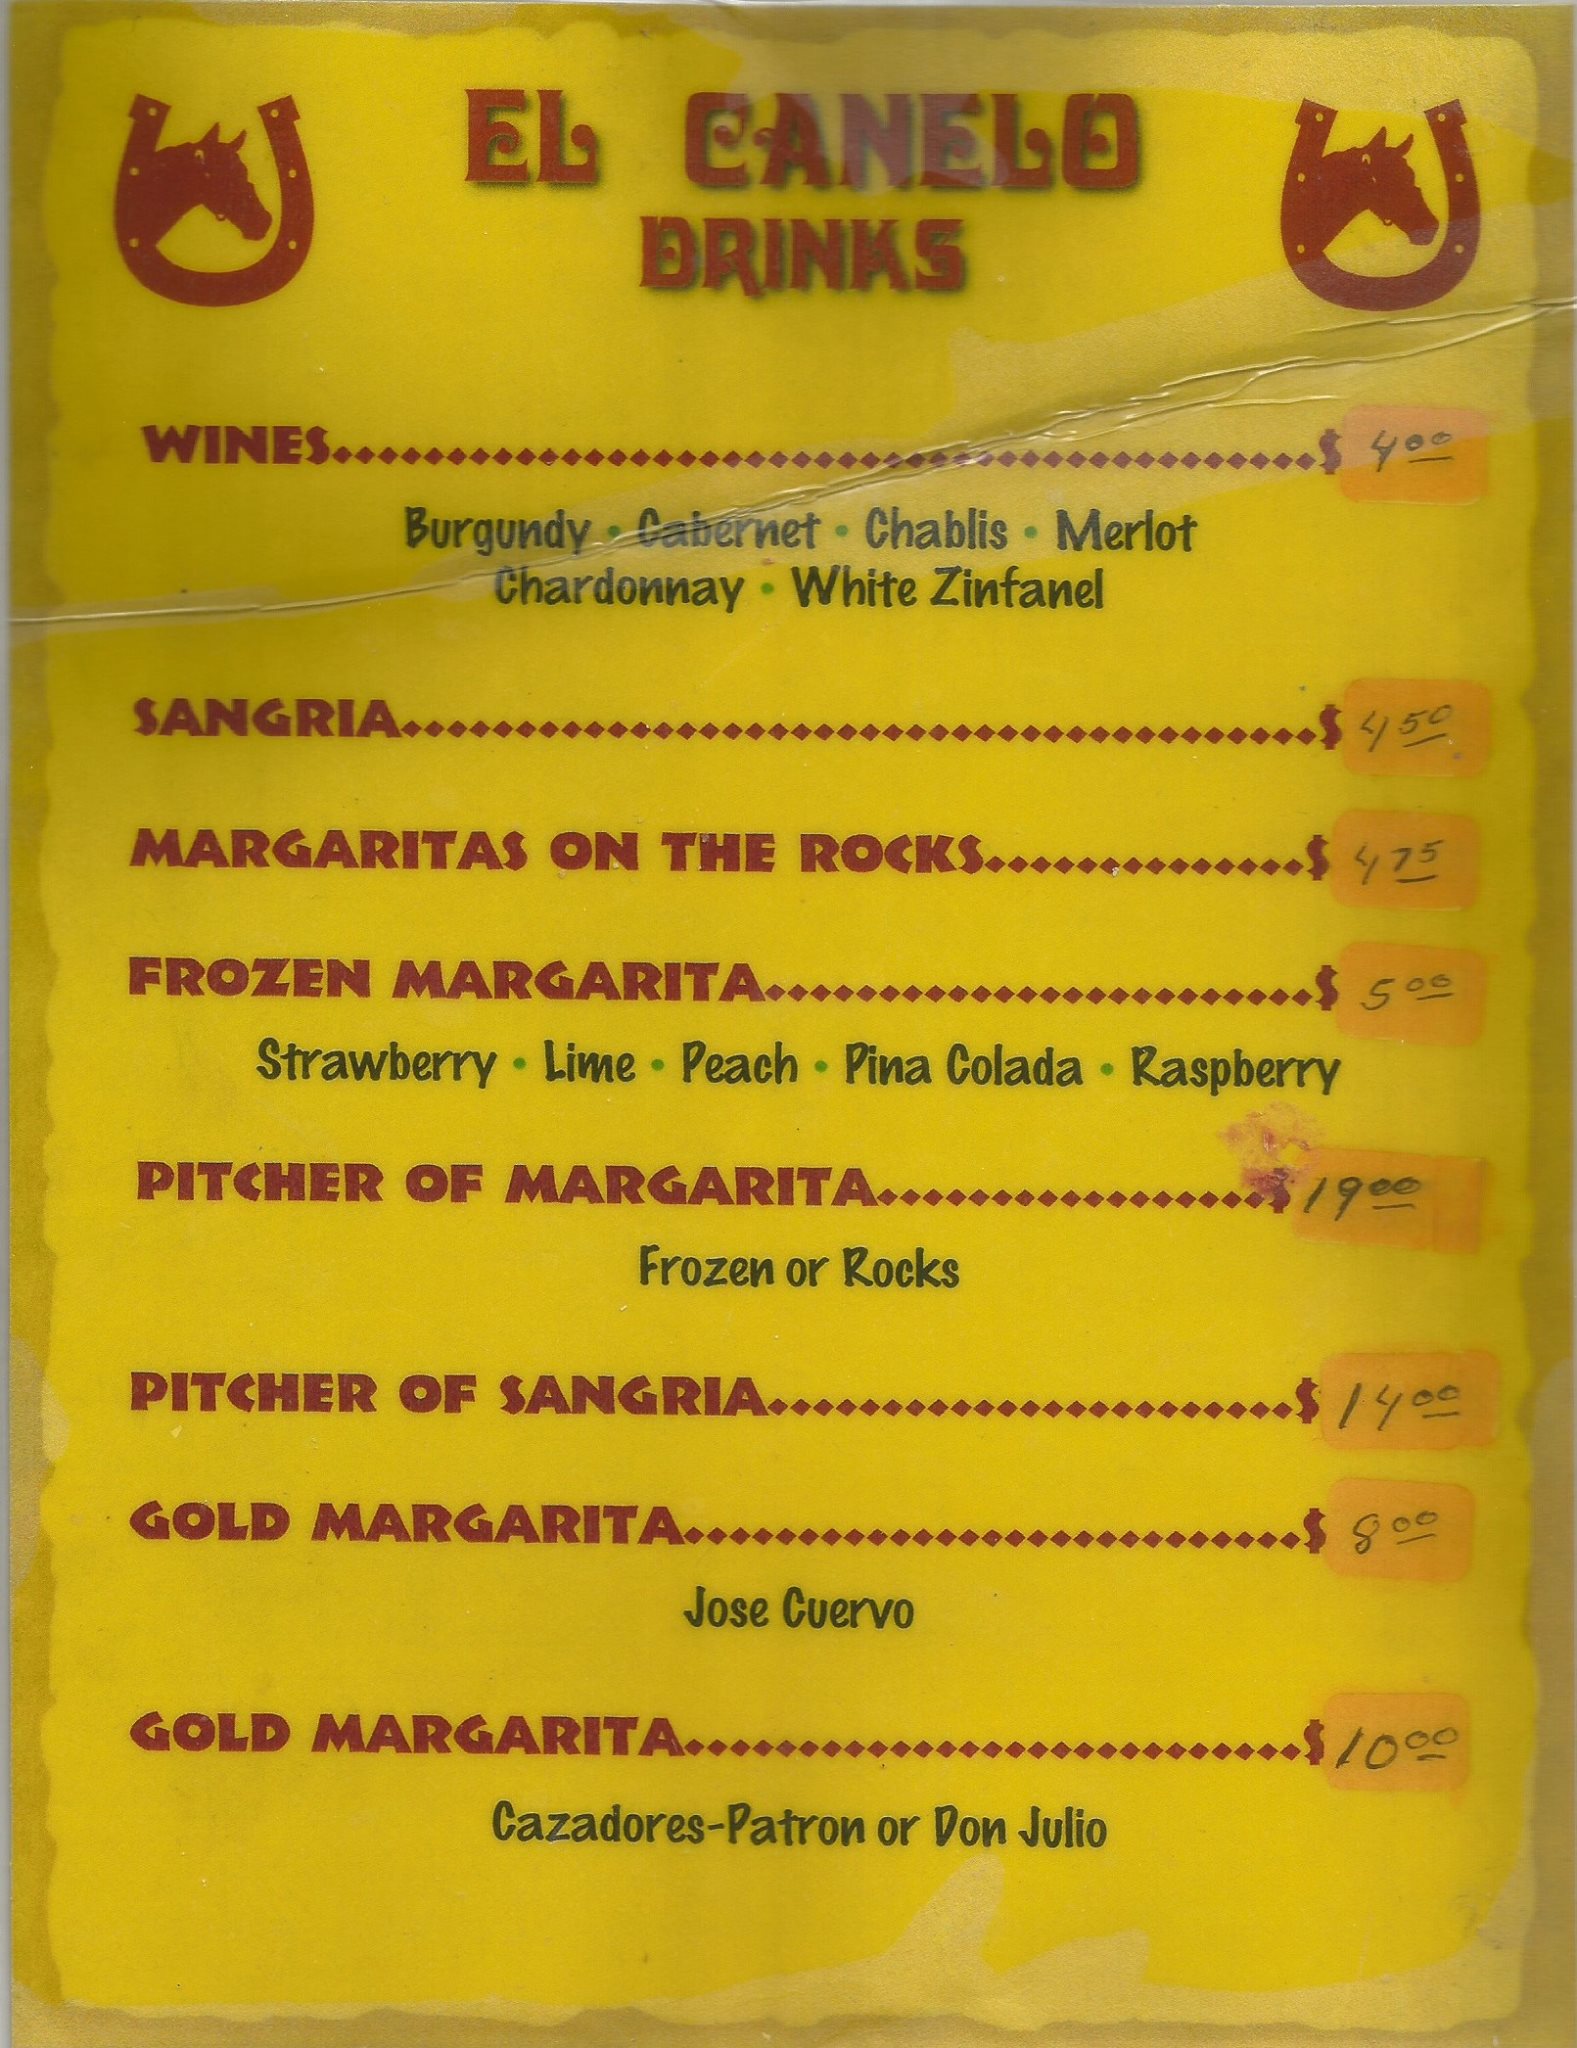 EL CANELO
DRINKS
WINES........................................$ 4.00
Burgundy • Cabernet • Chablis • Merlot
Chardonnay • White Zinfanel
SANGRIA........................................$ 4.50
MARGARITAS ON THE ROCKS..............$ 4.75
FROZEN MARGARITA........................$ 5.00
Strawberry • Lime • Peach • Pina Colada • Raspberry
PITCHER OF MARGARITA.................$ 19.00
Frozen or Rocks
PITCHER OF SANGRIA.......................$ 14.00
GOLD MARGARITA...........................$ 8.00
Jose Cuervo
GOLD MARGARITA...........................$ 10.00
Cazadores-Patron or Don Julio